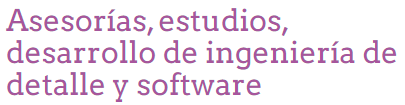 Asesorías, estudios,
desarrollo de ingeniería de
detalle y software